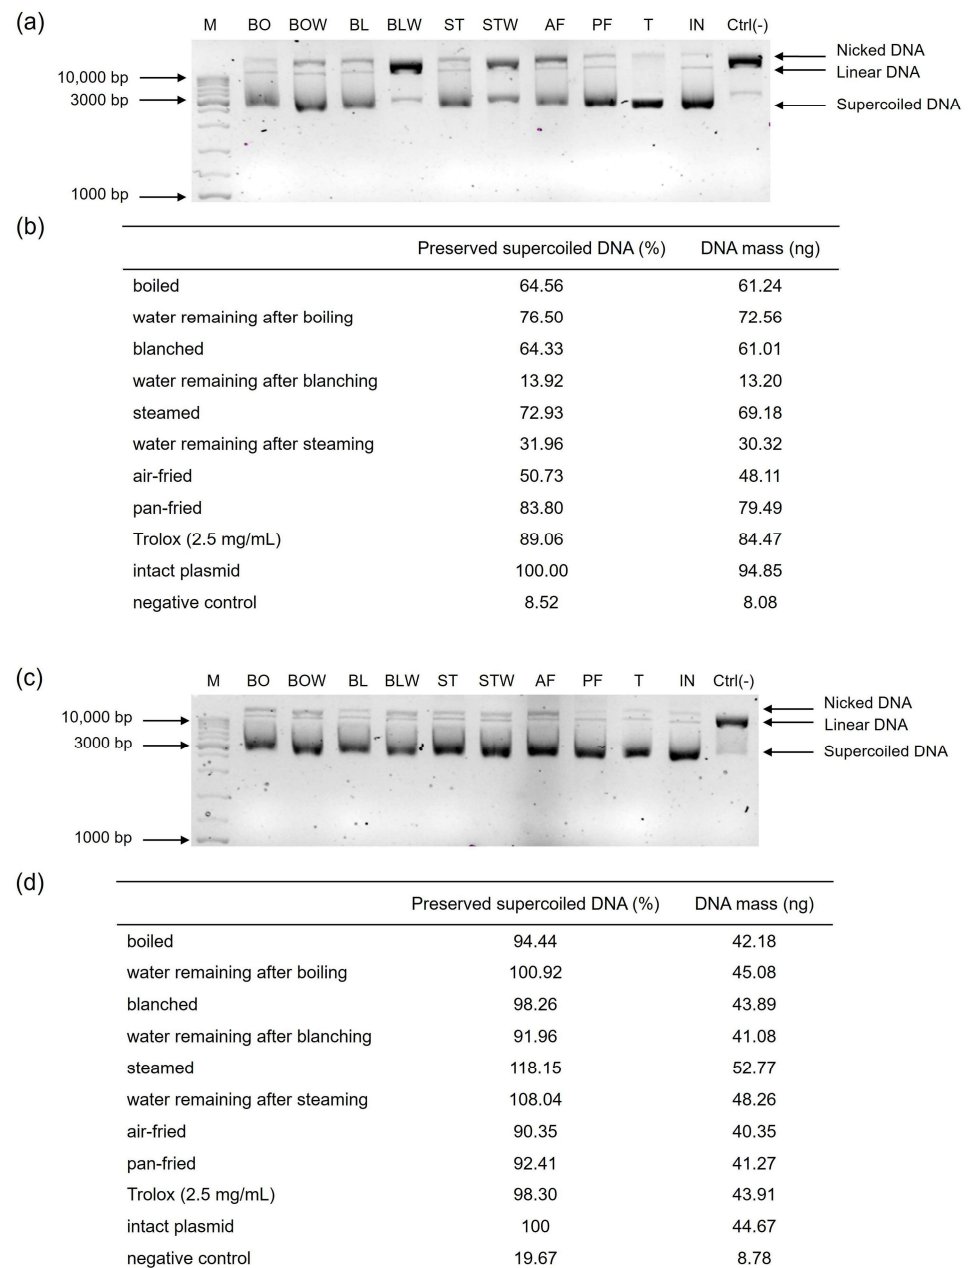 (a)
M BO BOW BL BLW ST STW AF PF T IN Ctrl(-)
Nicked DNA
10,000 bp Linear DNA
3000 bp Supercoiled DNA
1000 bp
(b)
Preserved supercoiled DNA (%) DNA mass (ng)
boiled 64.56 61.24
water remaining after boiling 76.50 72.56
blanched 64.33 61.01
water remaining after blanching 13.92 13.20
steamed 72.93 69.18
water remaining after steaming 31.96 30.32
air-fried 50.73 48.11
pan-fried 83.80 79.49
Trolox (2.5 mg/mL) 89.06 84.47
intact plasmid 100.00 94.85
negative control 8.52 8.08
(c)
M BO BOW BL BLW ST STW AF PF T IN Ctrl(-)
Nicked DNA
10,000 bp Linear DNA
3000 bp Supercoiled DNA
1000 bp
(d)
Preserved supercoiled DNA (%) DNA mass (ng)
boiled 94.44 42.18
water remaining after boiling 100.92 45.08
blanched 98.26 43.89
water remaining after blanching 91.96 41.08
steamed 118.15 52.77
water remaining after steaming 108.04 48.26
air-fried 90.35 40.35
pan-fried 92.41 41.27
Trolox (2.5 mg/mL) 98.30 43.91
intact plasmid 100 44.67
negative control 19.67 8.78